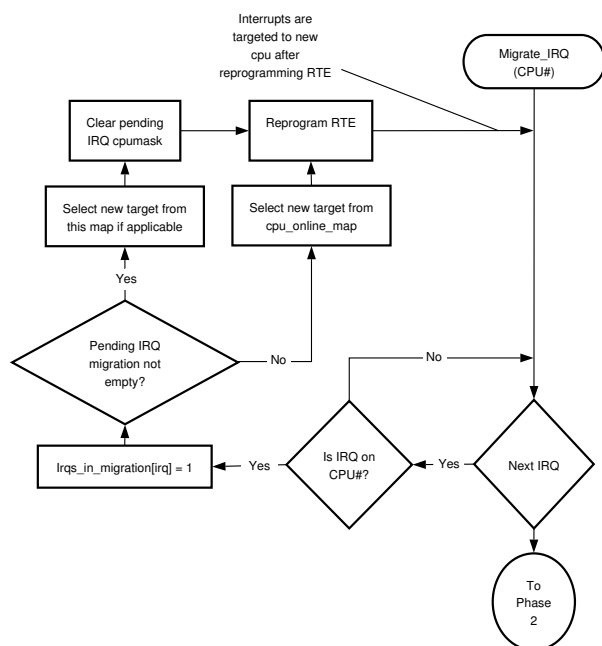 Interrupts are
targeted to new
cpu after
reprogramming RTE
Migrate_IRQ
(CPU#)
Clear pending
IRQ cpumask
Reprogram RTE
Select new target from
this map if applicable
Select new target from
cpu_online_map
Yes
Pending IRQ
migration not
empty?
No
No
Irqs_in_migration[irq] = 1
Yes
Is IRQ on
CPU#?
Yes
Next IRQ
To
Phase
2